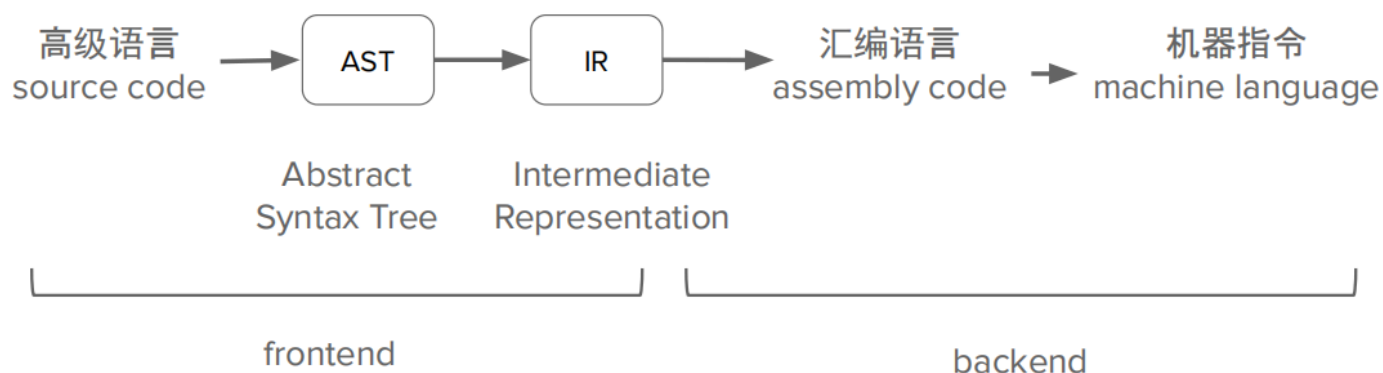 高级语言
source code
AST
IR
汇编语言
assembly code
机器指令
machine language
Abstract
Syntax Tree
Intermediate
Representation
frontend
backend